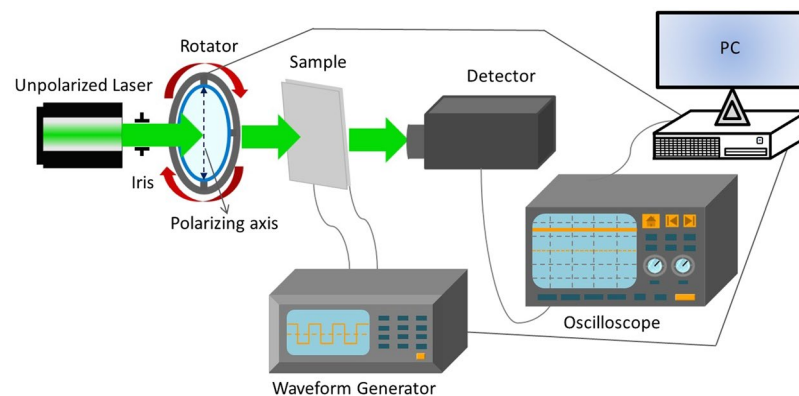 Rotator
PC
Sample
Detector
Unpolarized Laser
Iris
Polarizing axis
Oscilloscope
Waveform Generator